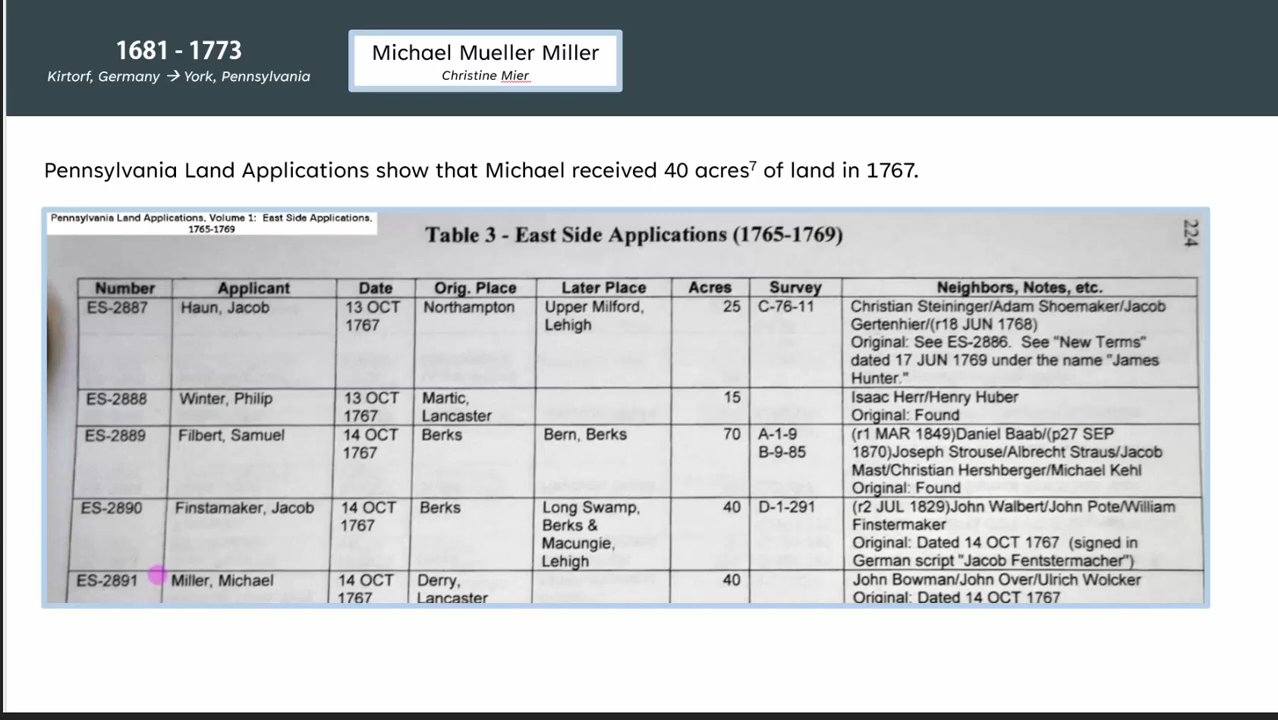 1681 - 1773
Kirtorf, Germany → York, Pennsylvania
Michael Mueller Miller
Christine Mier
Pennsylvania Land Applications show that Michael received 40 acres⁷ of land in 1767.
Pennsylvania Land Applications, Volume 1: East Side Applications,
1765-1769
Table 3 - East Side Applications (1765-1769)
224
Number Applicant Date Orig. Place Later Place Acres Survey Neighbors, Notes, etc.
ES-2887 Haun, Jacob 13 OCT Northampton Upper Milford, 25 C-76-11 Christian Steininger/Adam Shoemaker/Jacob
1767 Lehigh Gertenhier/(r18 JUN 1768)
Original: See ES-2886. See "New Terms"
dated 17 JUN 1769 under the name "James
Hunter."
ES-2888 Winter, Philip 13 OCT Martic, 15 Isaac Herr/Henry Huber
1767 Lancaster Original: Found
ES-2889 Filbert, Samuel 14 OCT Berks Bern, Berks 70 A-1-9 (r1 MAR 1849)Daniel Baab/(p27 SEP
1767 B-9-85 1870)Joseph Strouse/Albrecht Straus/Jacob
Mast/Christian Hershberger/Michael Kehl
Original: Found
ES-2890 Finstamaker, Jacob 14 OCT Berks Long Swamp, 40 D-1-291 (r2 JUL 1829)John Walbert/John Pote/William
1767 Berks & Finstermaker
Macungie, Original: Dated 14 OCT 1767 (signed in
Lehigh German script "Jacob Fentstermacher")
ES-2891 Miller, Michael 14 OCT Derry, 40 John Bowman/John Over/Ulrich Wolcker
1767 Lancaster Original: Dated 14 OCT 1767